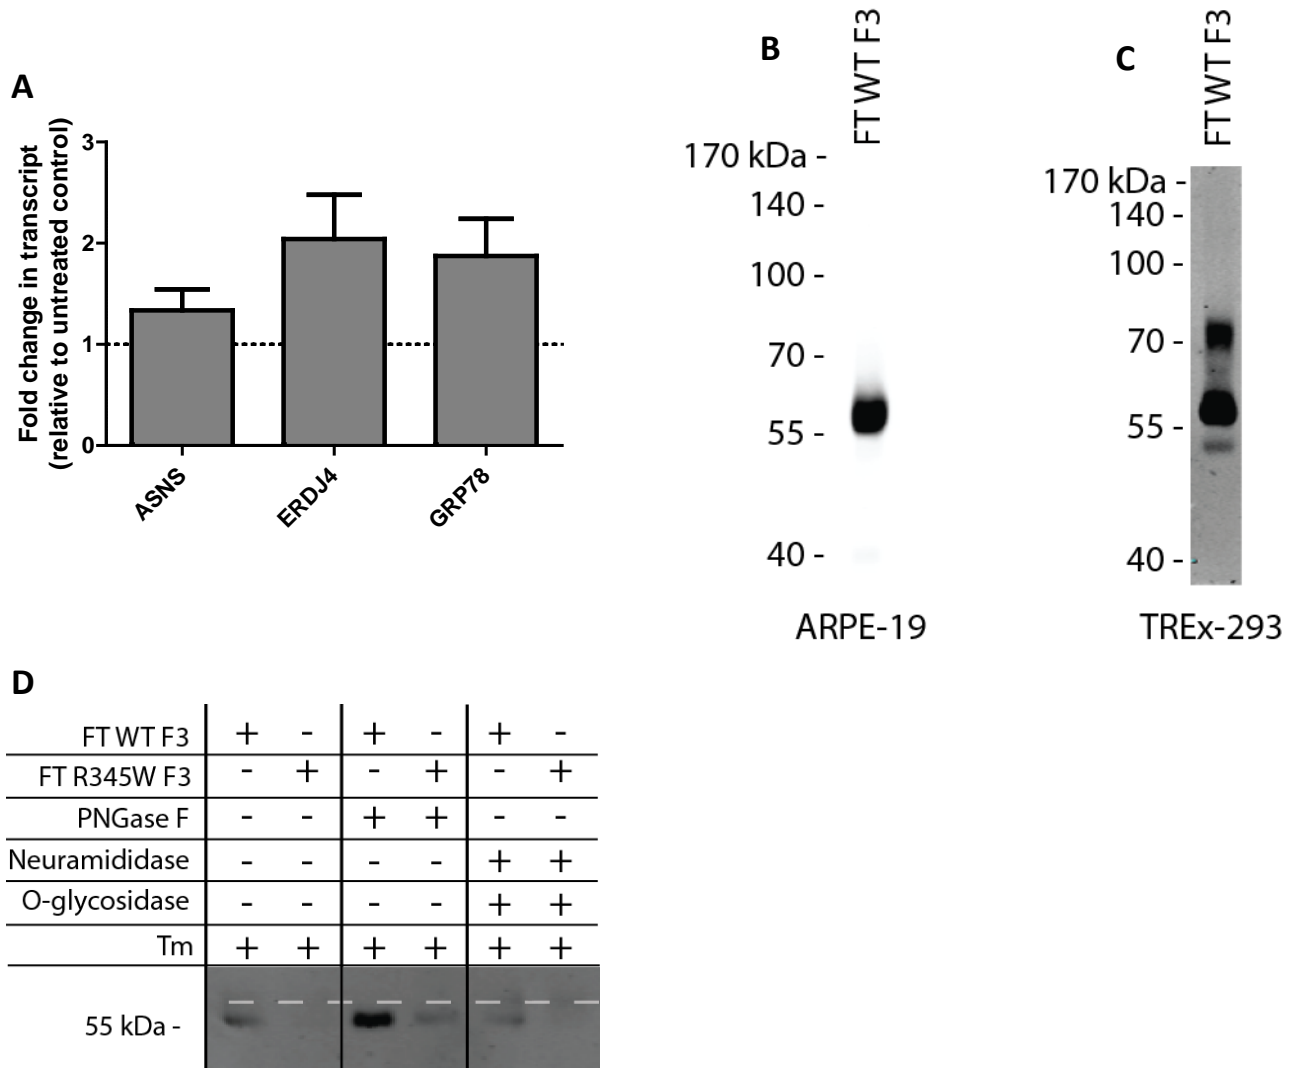 A
Fold change in transcript
(relative to untreated control)
3
2
1
0
ASNS
ERDJ4
GRP78
B
FT WT F3
170 kDa -
140 -
100 -
70 -
55 -
40 -
ARPE-19
C
FT WT F3
170 kDa -
140 -
100 -
70 -
55 -
40 -
TREx-293
D
FT WT F3 + - + - + -
FT R345W F3 - + - + - +
PNGase F - - + + - -
Neuramididase - - - - + +
O-glycosidase - - - - + +
Tm + + + + + +
55 kDa -